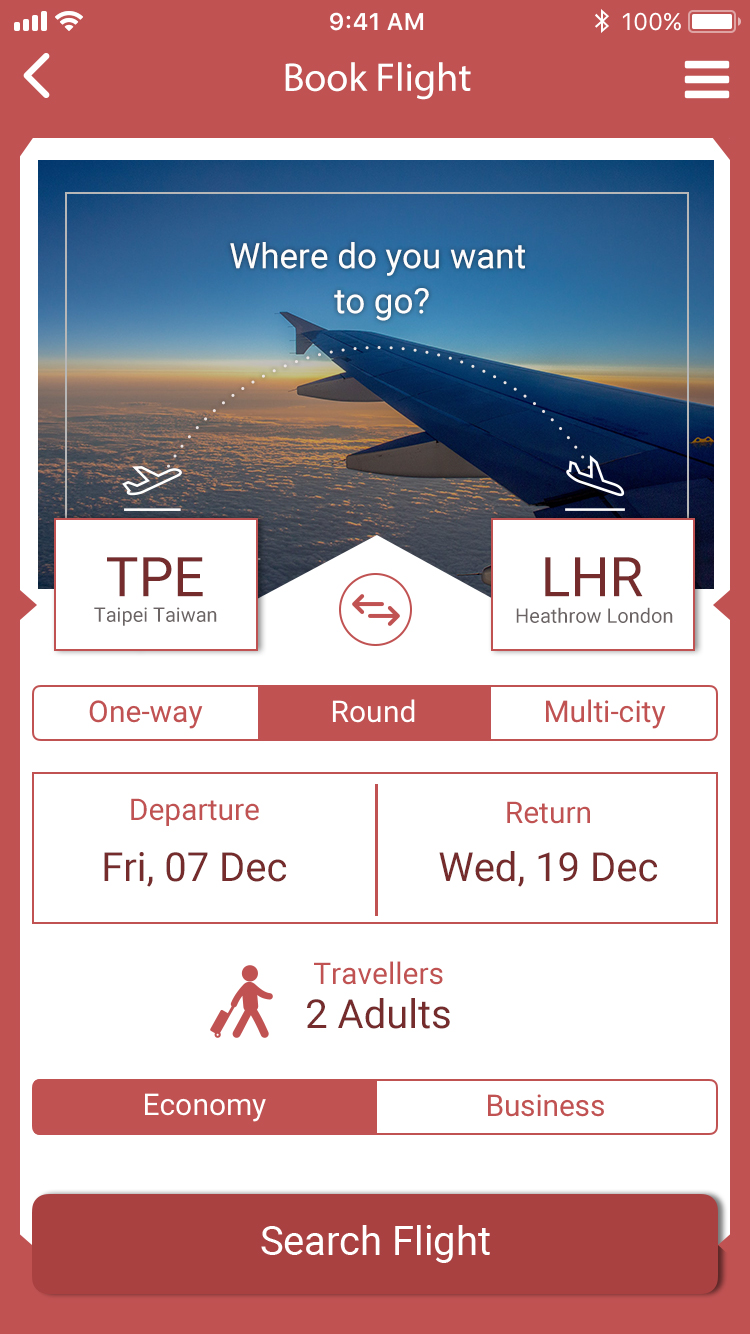 9:41 AM
100%
Book Flight
Where do you want
to go?
TPE
Taipei Taiwan
LHR
Heathrow London
One-way
Round
Multi-city
Departure
Fri, 07 Dec
Return
Wed, 19 Dec
Travellers
2 Adults
Economy
Business
Search Flight